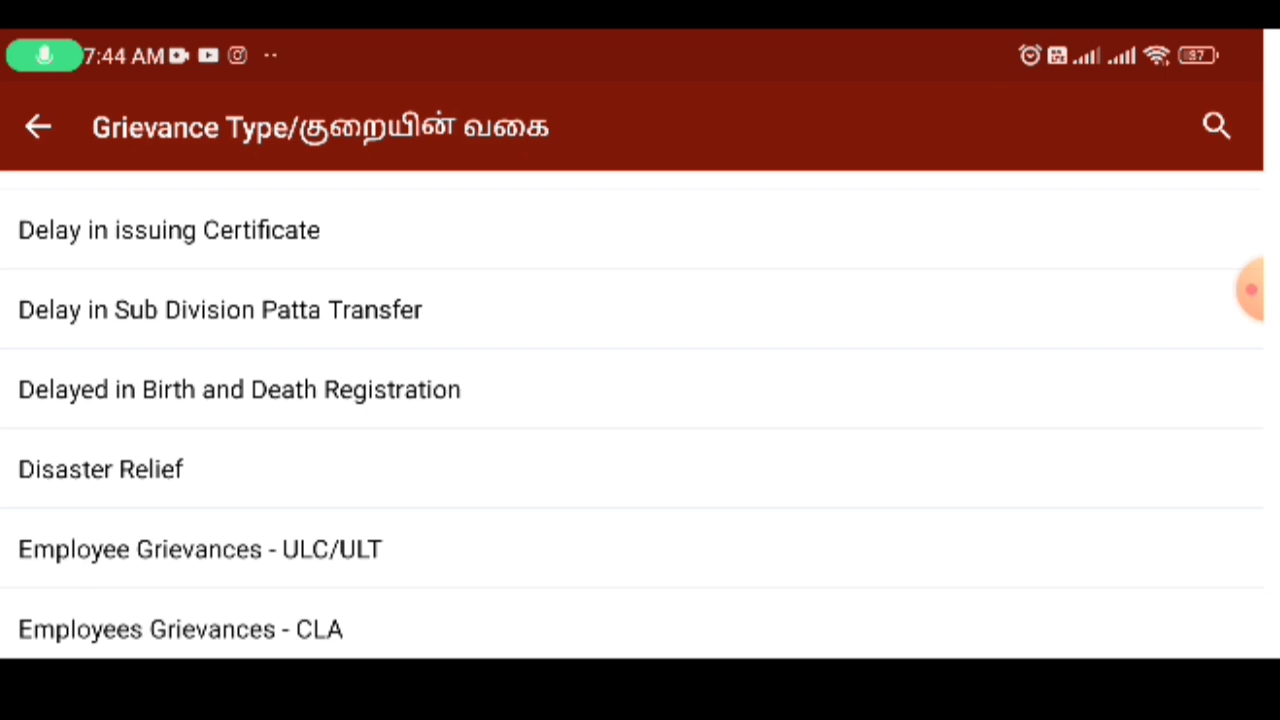 7:44 AM
37
Grievance Type/குறையின் வகை
Delay in issuing Certificate
Delay in Sub Division Patta Transfer
Delayed in Birth and Death Registration
Disaster Relief
Employee Grievances - ULC/ULT
Employees Grievances - CLA